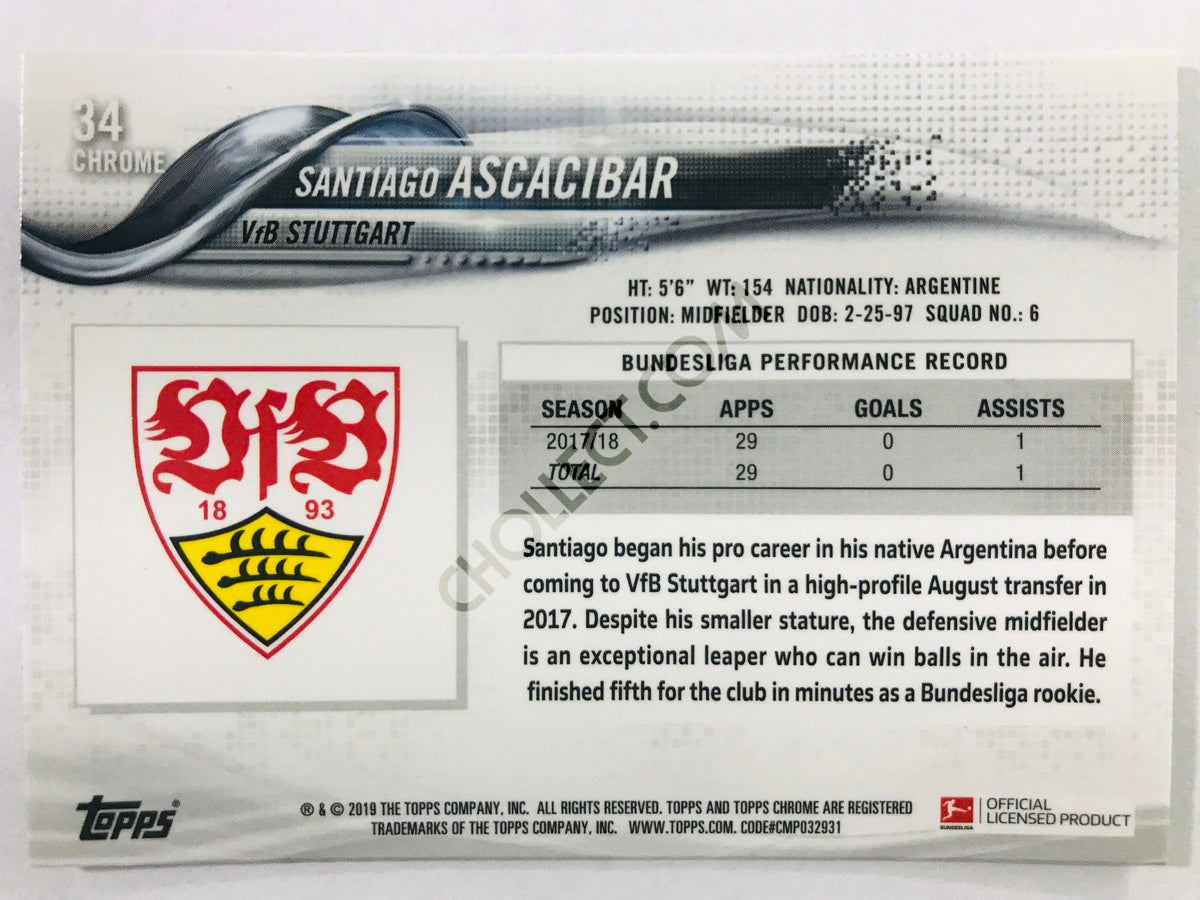 34
CHROME
SANTIAGO ASCACIBAR
VfB STUTTGART
HT: 5'6" WT: 154 NATIONALITY: ARGENTINE
POSITION: MIDFIELDER DOB: 2-25-97 SQUAD NO.: 6
BUNDESLIGA PERFORMANCE RECORD
SEASON APPS GOALS ASSISTS
2017/18 29 0 1
TOTAL 29 0 1
VfB
18 93
Santiago began his pro career in his native Argentina before
coming to VfB Stuttgart in a high-profile August transfer in
2017. Despite his smaller stature, the defensive midfielder
is an exceptional leaper who can win balls in the air. He
finished fifth for the club in minutes as a Bundesliga rookie.
CHOLLECT.COM
Topps®
® & © 2019 THE TOPPS COMPANY, INC. ALL RIGHTS RESERVED. TOPPS AND TOPPS CHROME ARE REGISTERED
TRADEMARKS OF THE TOPPS COMPANY, INC. WWW.TOPPS.COM. CODE#CMP032931
BUNDESLIGA
OFFICIAL
LICENSED PRODUCT